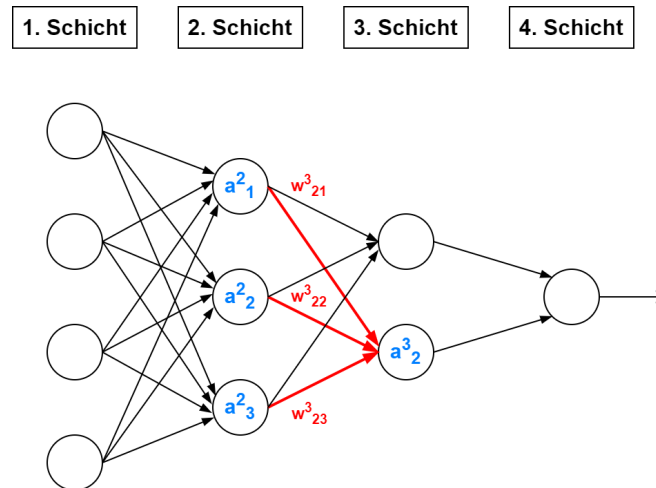 1. Schicht
2. Schicht
3. Schicht
4. Schicht
a²₁
w³₂₁
a²₂
w³₂₂
a³₂
a²₃
w³₂₃